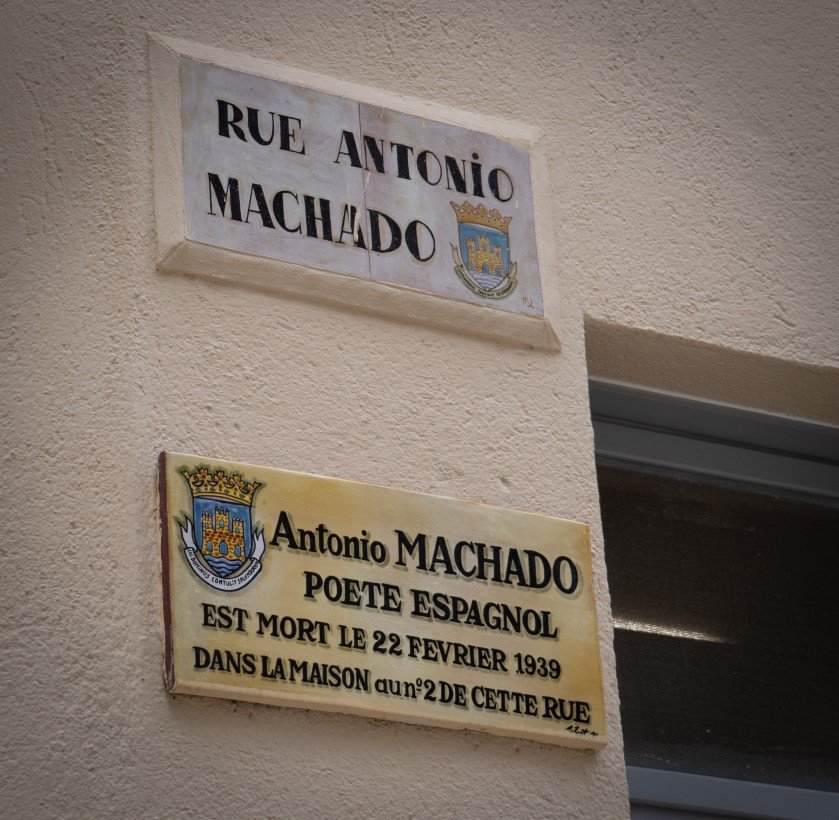 RUE ANTONIO
MACHADO
Antonio MACHADO
POETE ESPAGNOL
EST MORT LE 22 FEVRIER 1939
DANS LA MAISON au nº2 DE CETTE RUE